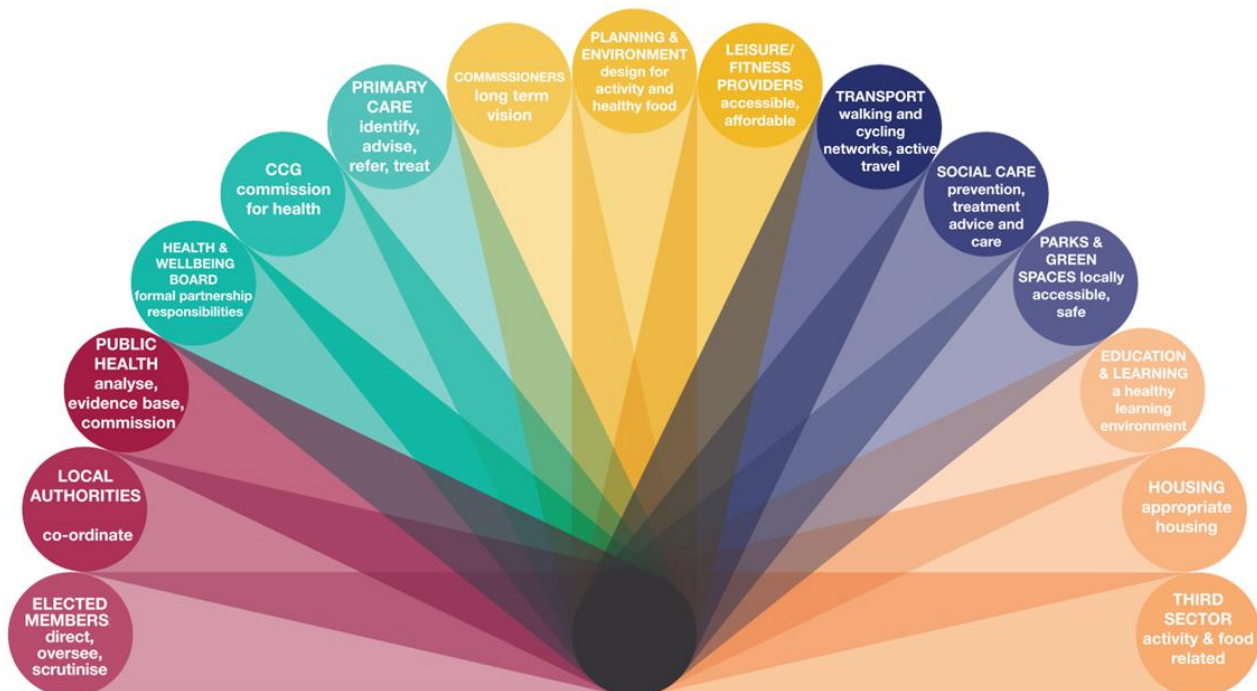 ELECTED
MEMBERS
direct,
oversee,
scrutinise
LOCAL
AUTHORITIES
co-ordinate
PUBLIC
HEALTH
analyse,
evidence base,
commission
HEALTH &
WELLBEING
BOARD
formal partnership
responsibilities
CCG
commission
for health
PRIMARY
CARE
identify,
advise,
refer, treat
COMMISSIONERS
long term
vision
PLANNING &
ENVIRONMENT
design for
activity and
healthy food
LEISURE/
FITNESS
PROVIDERS
accessible,
affordable
TRANSPORT
walking and
cycling
networks, active
travel
SOCIAL CARE
prevention,
treatment
advice and
care
PARKS &
GREEN
SPACES locally
accessible,
safe
EDUCATION
& LEARNING
a healthy
learning
environment
HOUSING
appropriate
housing
THIRD
SECTOR
activity & food
related